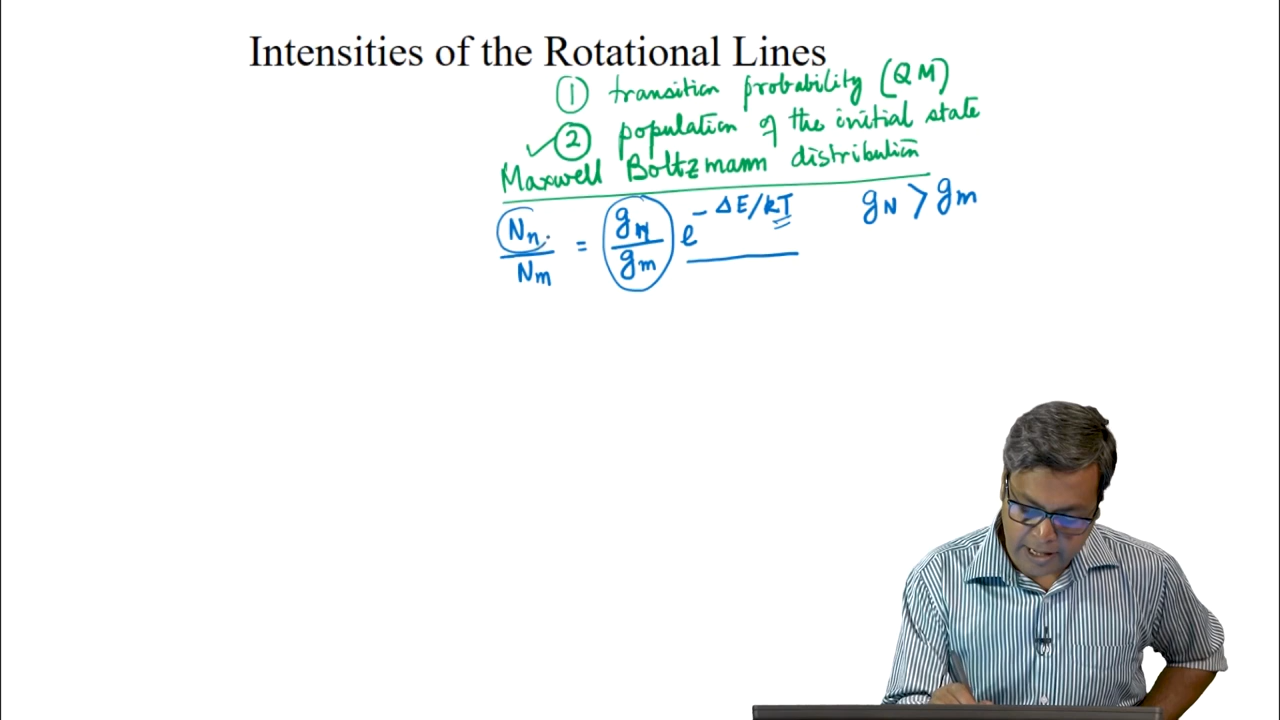 Intensities of the Rotational Lines
① transition probability (QM)
✓② population of the initial state
Maxwell Boltzmann distribution
Nn/Nm = gN/gm e^-ΔE/kT gN > gm